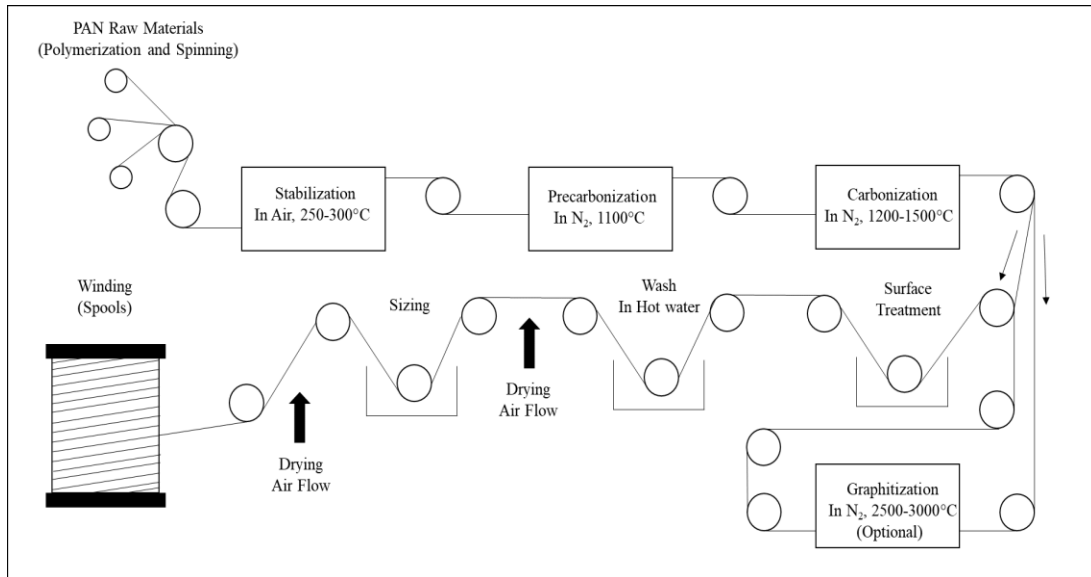 PAN Raw Materials
(Polymerization and Spinning)
Stabilization
In Air, 250-300°C
Precarbonization
In N₂, 1100°C
Carbonization
In N₂, 1200-1500°C
Winding
(Spools)
Sizing
Wash
In Hot water
Surface
Treatment
Drying
Air Flow
Drying
Air Flow
Graphitization
In N₂, 2500-3000°C
(Optional)